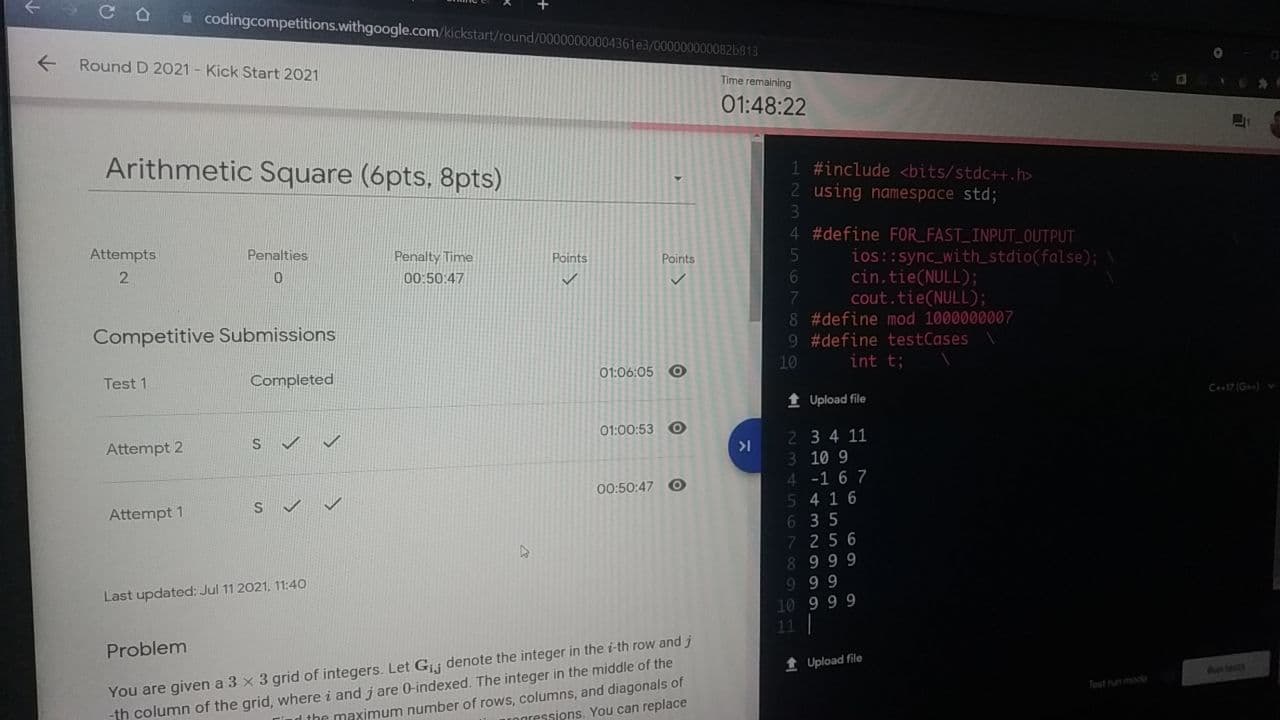 codingcompetitions.withgoogle.com/kickstart/round/00000000004361e3/000000000082b813
Round D 2021 - Kick Start 2021
Time remaining
01:48:22
Arithmetic Square (6pts, 8pts)
Attempts Penalties Penalty Time Points Points
2 0 00:50:47 ✓ ✓
Competitive Submissions
Test 1 Completed 01:06:05
Attempt 2 S ✓ ✓ 01:00:53
Attempt 1 S ✓ ✓ 00:50:47
Last updated: Jul 11 2021, 11:40
Problem
You are given a 3 × 3 grid of integers. Let Gi,j denote the integer in the i-th row and j
-th column of the grid, where i and j are 0-indexed. The integer in the middle of the
the maximum number of rows, columns, and diagonals of
You can replace
1 #include <bits/stdc++.h>
2 using namespace std;
3
4 #define FOR_FAST_INPUT_OUTPUT
5 ios::sync_with_stdio(false); \
6 cin.tie(NULL); \
7 cout.tie(NULL);
8 #define mod 1000000007
9 #define testCases \
10 int t; \
Upload file
C++17 (G++)
2 3 4 11
3 10 9
4 -1 6 7
5 4 1 6
6 3 5
7 2 5 6
8 9 9 9
9 9 9
10 9 9 9
11
Upload file
Test run mode
Run tests